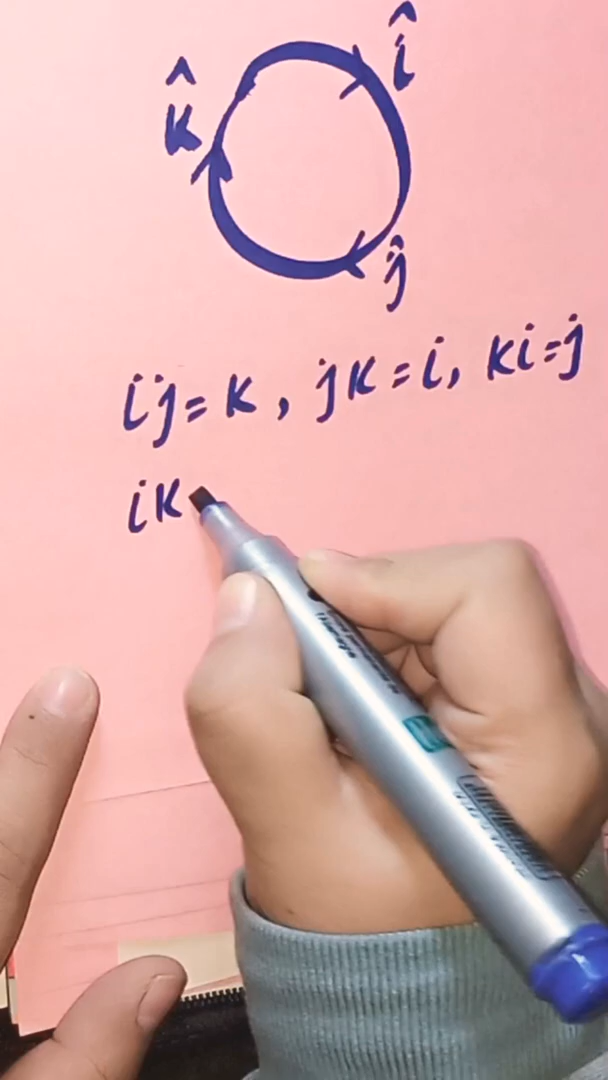 î
k̂
ĵ
ij=k, jk=i, ki=j
ik